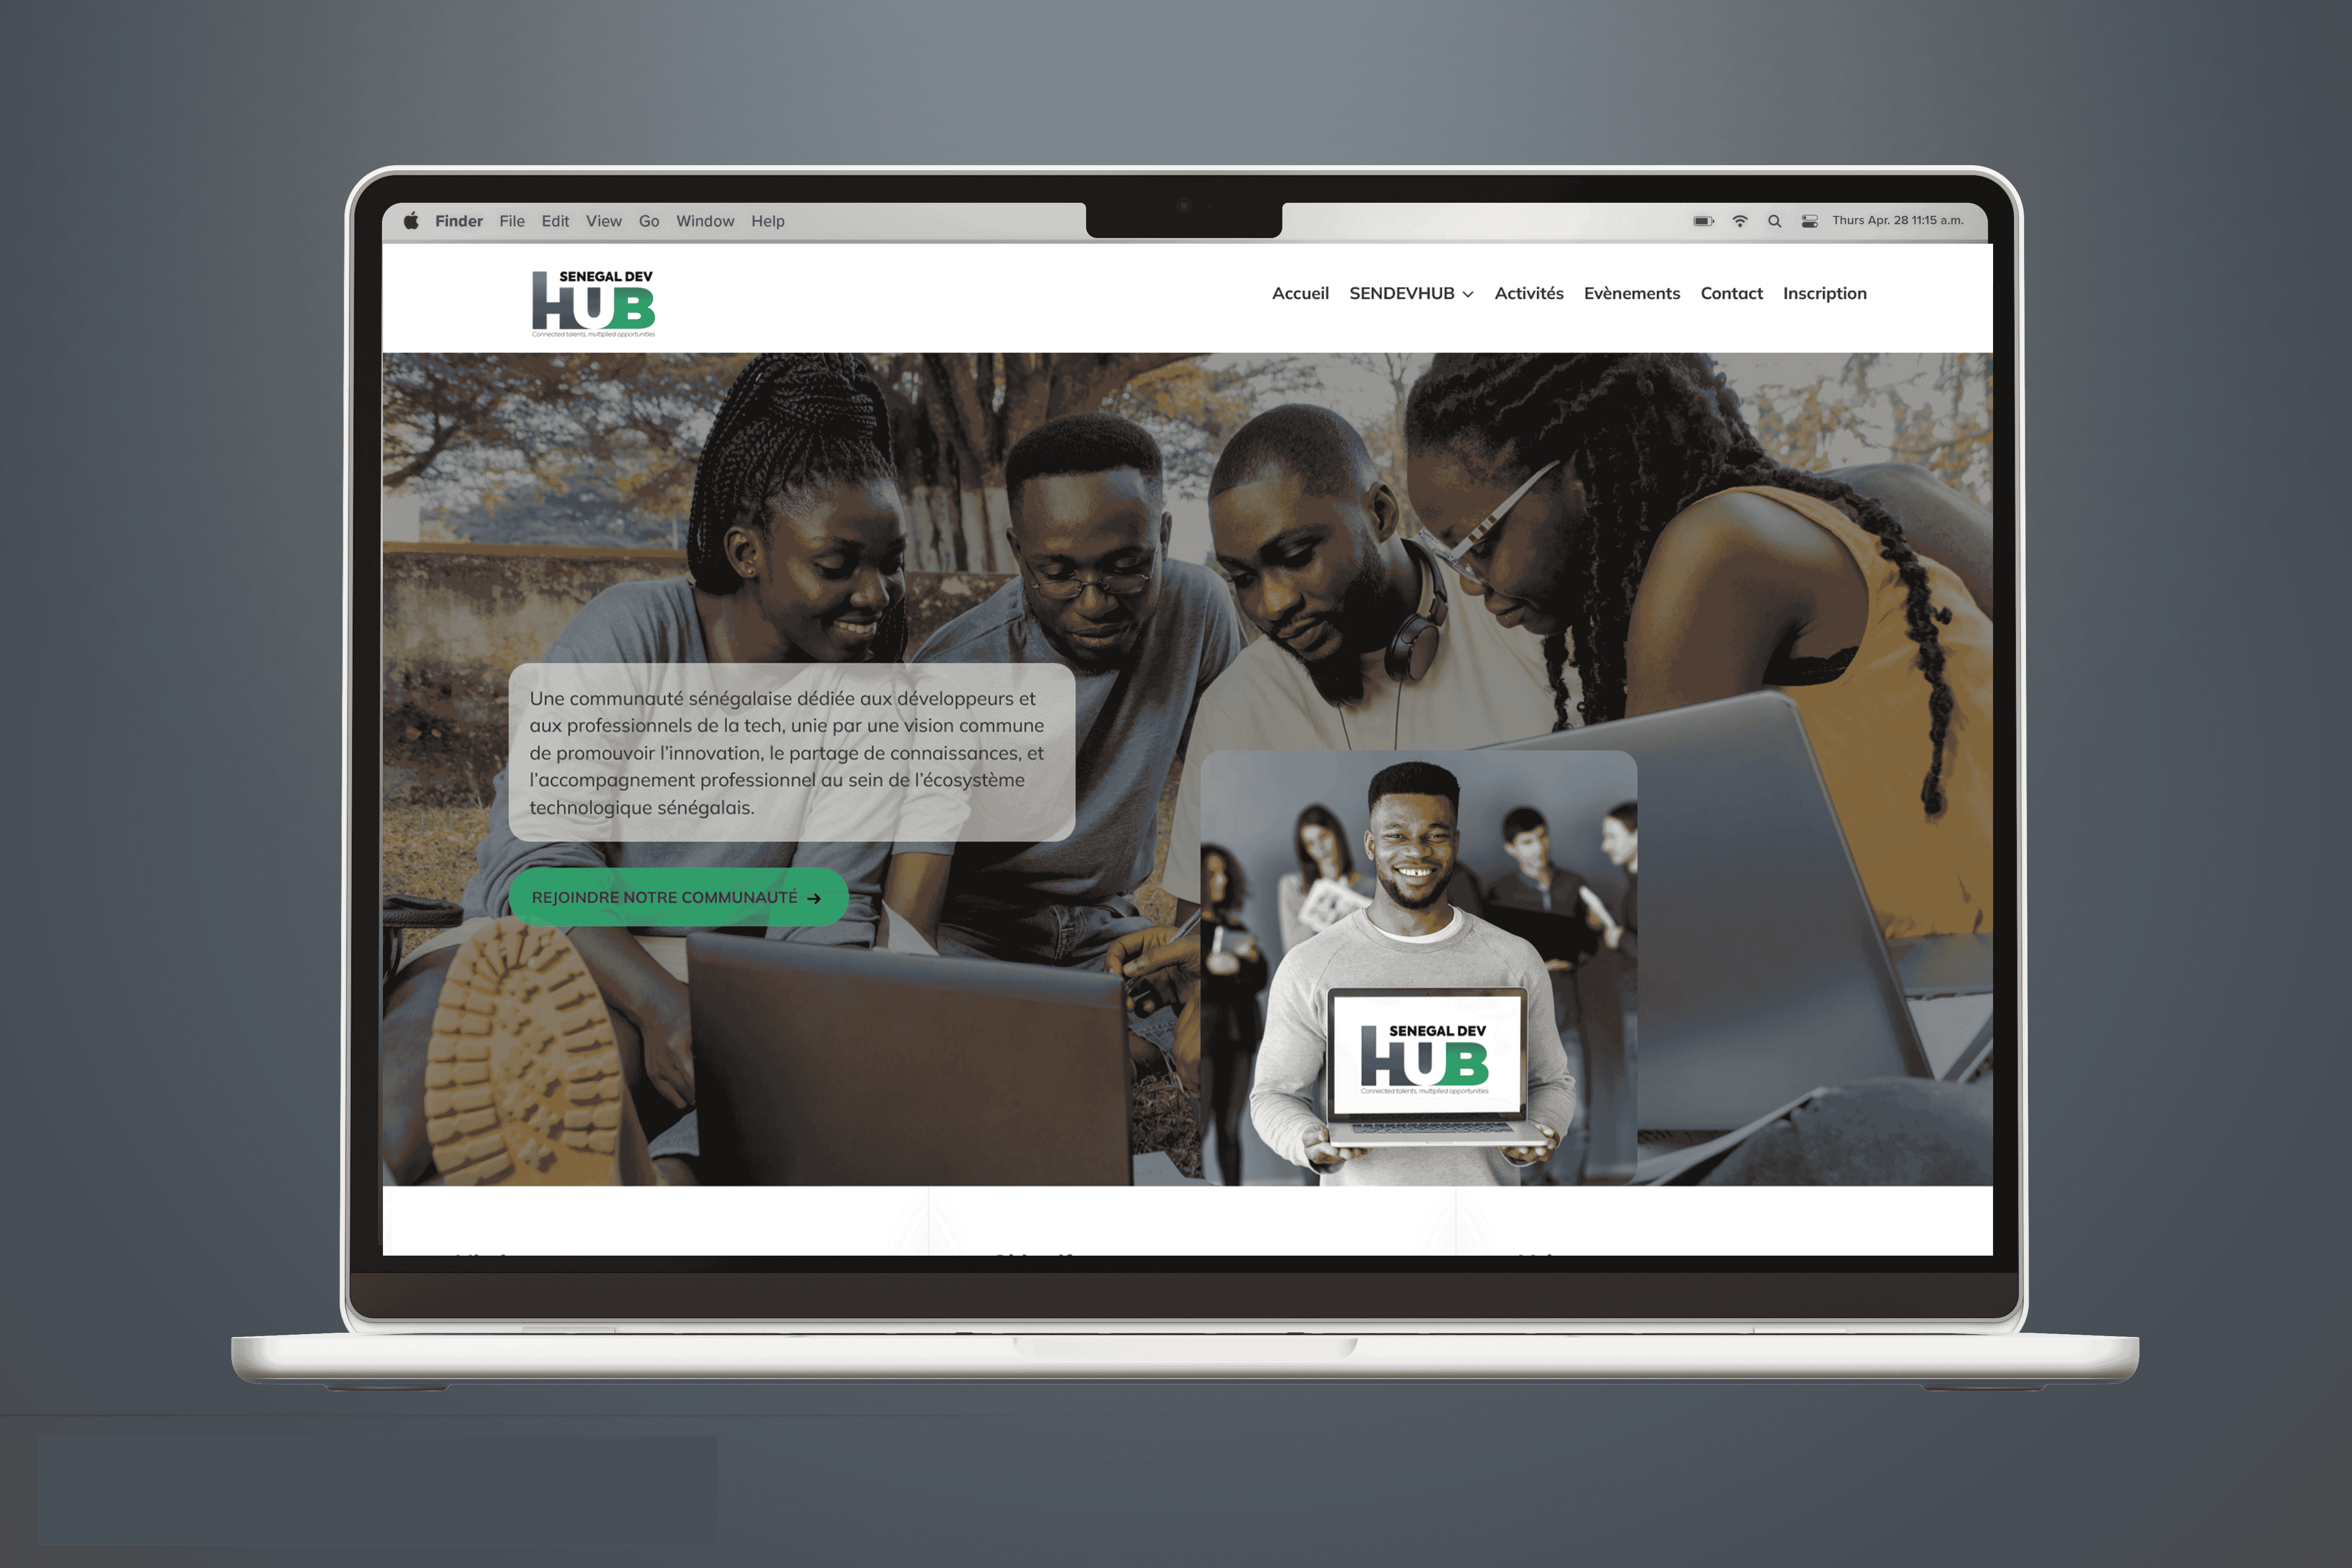 Finder File Edit View Go Window Help
Thurs Apr. 28 11:15 a.m.
SENEGAL DEV
HUB
Connected talents, multiplied opportunities
Accueil SENDEVHUB Activités Evènements Contact Inscription
Une communauté sénégalaise dédiée aux développeurs et
aux professionnels de la tech, unie par une vision commune
de promouvoir l'innovation, le partage de connaissances, et
l'accompagnement professionnel au sein de l'écosystème
technologique sénégalais.
REJOINDRE NOTRE COMMUNAUTÉ →
SENEGAL DEV
HUB
Connected talents, multiplied opportunities